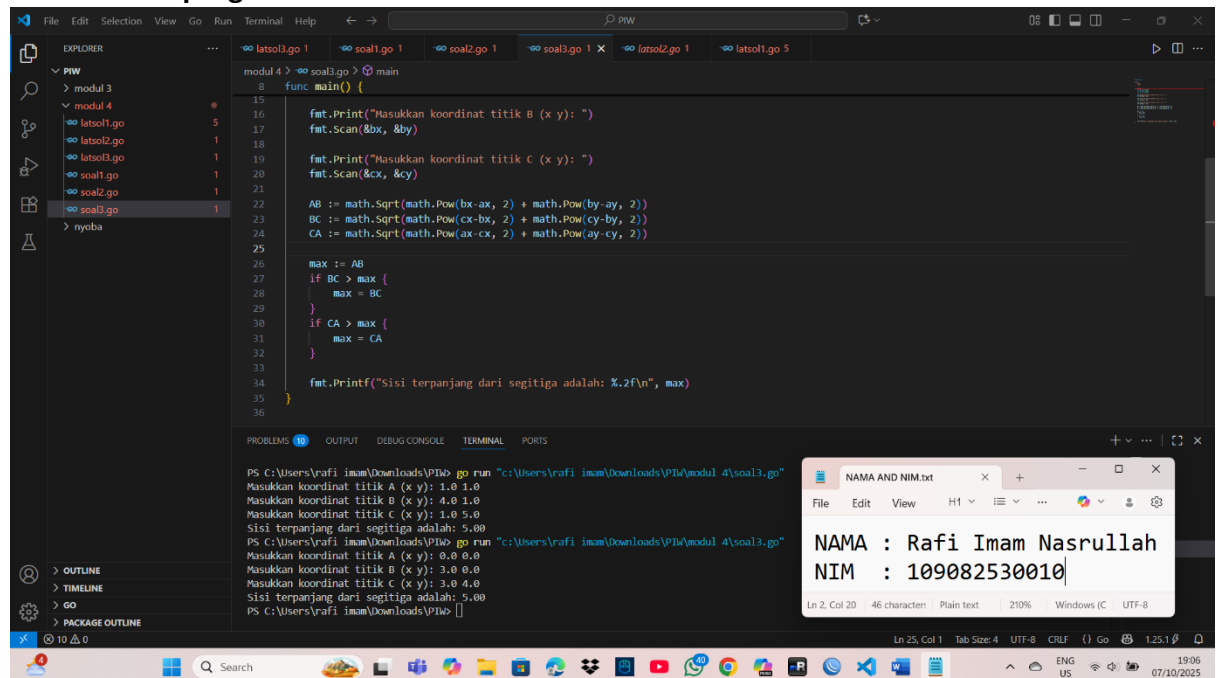 File Edit Selection View Go Run Terminal Help
PIW
EXPLORER
PIW
modul 3
modul 4
latsol1.go 5
latsol2.go 1
latsol3.go 1
soal1.go 1
soal2.go 1
soal3.go 1
nyoba
OUTLINE
TIMELINE
GO
PACKAGE OUTLINE
latsol3.go 1 soal1.go 1 soal2.go 1 soal3.go 1 latsol2.go 1 latsol1.go 5
modul 4 > soal3.go > main
8 func main() {
15
16 fmt.Print("Masukkan koordinat titik B (x y): ")
17 fmt.Scan(&bx, &by)
18
19 fmt.Print("Masukkan koordinat titik C (x y): ")
20 fmt.Scan(&cx, &cy)
21
22 AB := math.Sqrt(math.Pow(bx-ax, 2) + math.Pow(by-ay, 2))
23 BC := math.Sqrt(math.Pow(cx-bx, 2) + math.Pow(cy-by, 2))
24 CA := math.Sqrt(math.Pow(ax-cx, 2) + math.Pow(ay-cy, 2))
25
26 max := AB
27 if BC > max {
28 max = BC
29 }
30 if CA > max {
31 max = CA
32 }
33
34 fmt.Printf("Sisi terpanjang dari segitiga adalah: %.2f\n", max)
35 }
36
PROBLEMS 10 OUTPUT DEBUG CONSOLE TERMINAL PORTS
PS C:\Users\rafi imam\Downloads\PIW> go run "c:\Users\rafi imam\Downloads\PIW\modul 4\soal3.go"
Masukkan koordinat titik A (x y): 1.0 1.0
Masukkan koordinat titik B (x y): 4.0 1.0
Masukkan koordinat titik C (x y): 1.0 5.0
Sisi terpanjang dari segitiga adalah: 5.00
PS C:\Users\rafi imam\Downloads\PIW> go run "c:\Users\rafi imam\Downloads\PIW\modul 4\soal3.go"
Masukkan koordinat titik A (x y): 0.0 0.0
Masukkan koordinat titik B (x y): 3.0 0.0
Masukkan koordinat titik C (x y): 3.0 4.0
Sisi terpanjang dari segitiga adalah: 5.00
PS C:\Users\rafi imam\Downloads\PIW>
NAMA AND NIM.txt
File Edit View H1
NAMA : Rafi Imam Nasrullah
NIM : 109082530010
Ln 2, Col 20 46 character Plain text 210% Windows (C UTF-8
10 0 Ln 25, Col 1 Tab Size: 4 UTF-8 CRLF {} Go 1.25.1
Search
ENG
US
19:06
07/10/2025